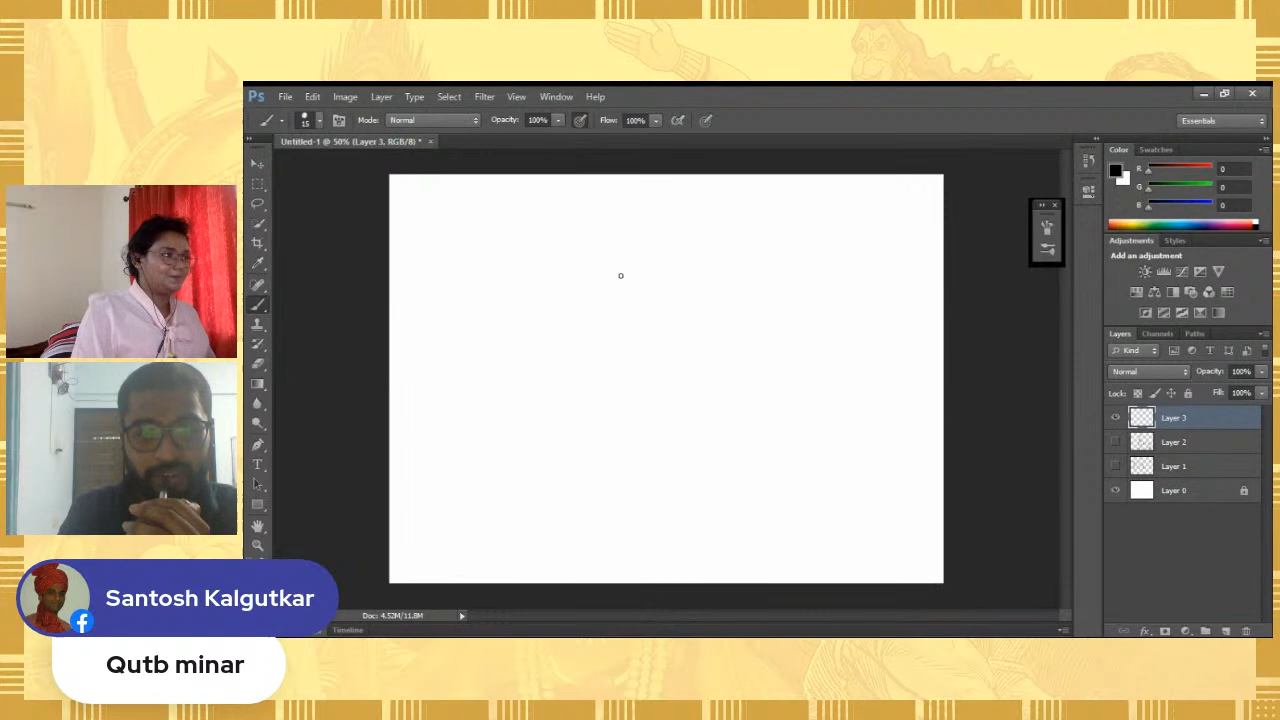 Ps File Edit Image Layer Type Select Filter View Window Help
15 Mode: Normal Opacity: 100% Flow: 100% Essentials
Untitled-1 @ 50% (Layer 3, RGB/8) * ×
Color Swatches
R 0
G 0
B 0
Adjustments Styles
Add an adjustment
Layers Channels Paths
Kind
Normal Opacity: 100%
Lock: Fill: 100%
Layer 3
Layer 2
Layer 1
Layer 0
Doc: 4.52M/11.8M
Timeline
Santosh Kalgutkar
Qutb minar